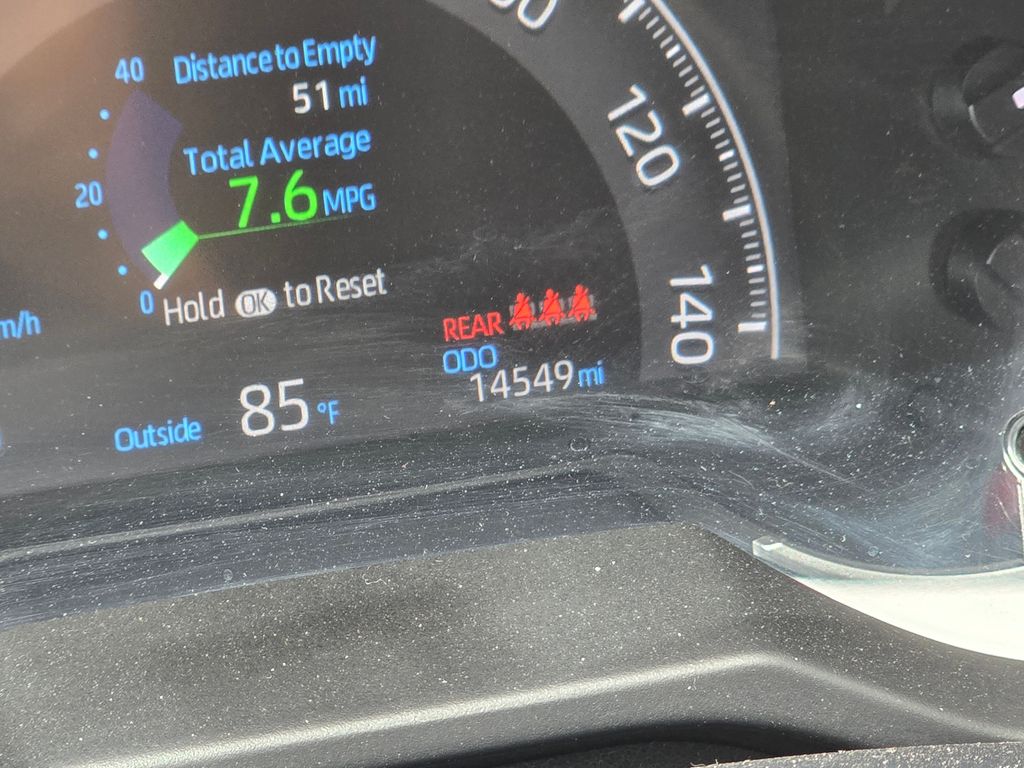 40
Distance to Empty
51 mi
Total Average
20
7.6 MPG
0
Hold OK to Reset
m/h
REAR
ODO
14549 mi
Outside
85 °F
120
140